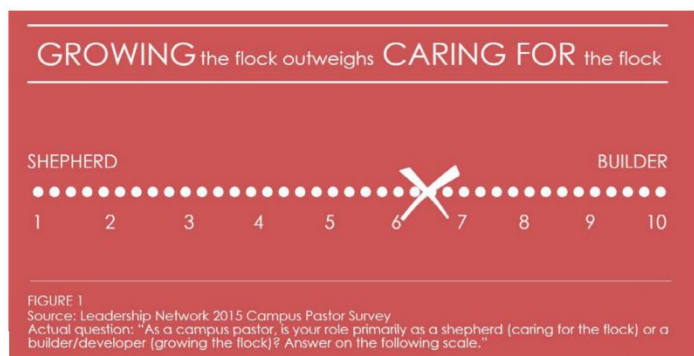 GROWING the flock outweighs CARING FOR the flock
SHEPHERD BUILDER
1 2 3 4 5 6 7 8 9 10
FIGURE 1
Source: Leadership Network 2015 Campus Pastor Survey
Actual question: “As a campus pastor, is your role primarily as a shepherd (caring for the flock) or a
builder/developer (growing the flock)? Answer on the following scale.”